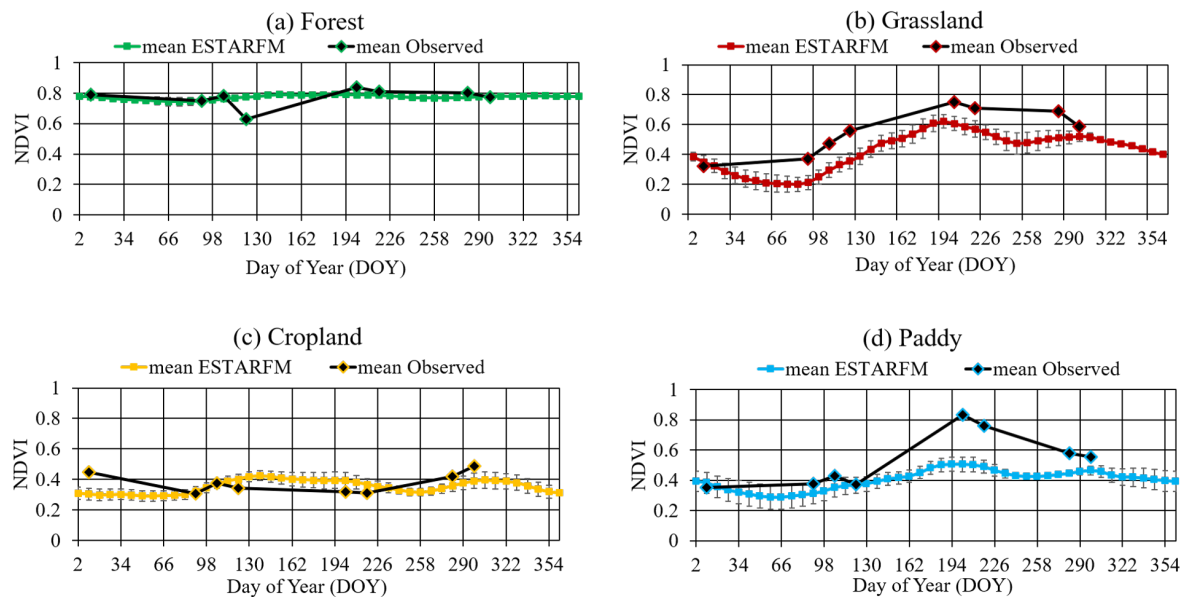 (a) Forest
mean ESTARFM mean Observed
1
0.8
0.6
0.4
0.2
0
NDVI
2 34 66 98 130 162 194 226 258 290 322 354
Day of Year (DOY)
(b) Grassland
mean ESTARFM mean Observed
1
0.8
0.6
0.4
0.2
0
NDVI
2 34 66 98 130 162 194 226 258 290 322 354
Day of Year (DOY)
(c) Cropland
mean ESTARFM mean Observed
1
0.8
0.6
0.4
0.2
0
NDVI
2 34 66 98 130 162 194 226 258 290 322 354
Day of Year (DOY)
(d) Paddy
mean ESTARFM mean Observed
1
0.8
0.6
0.4
0.2
0
NDVI
2 34 66 98 130 162 194 226 258 290 322 354
Day of Year (DOY)